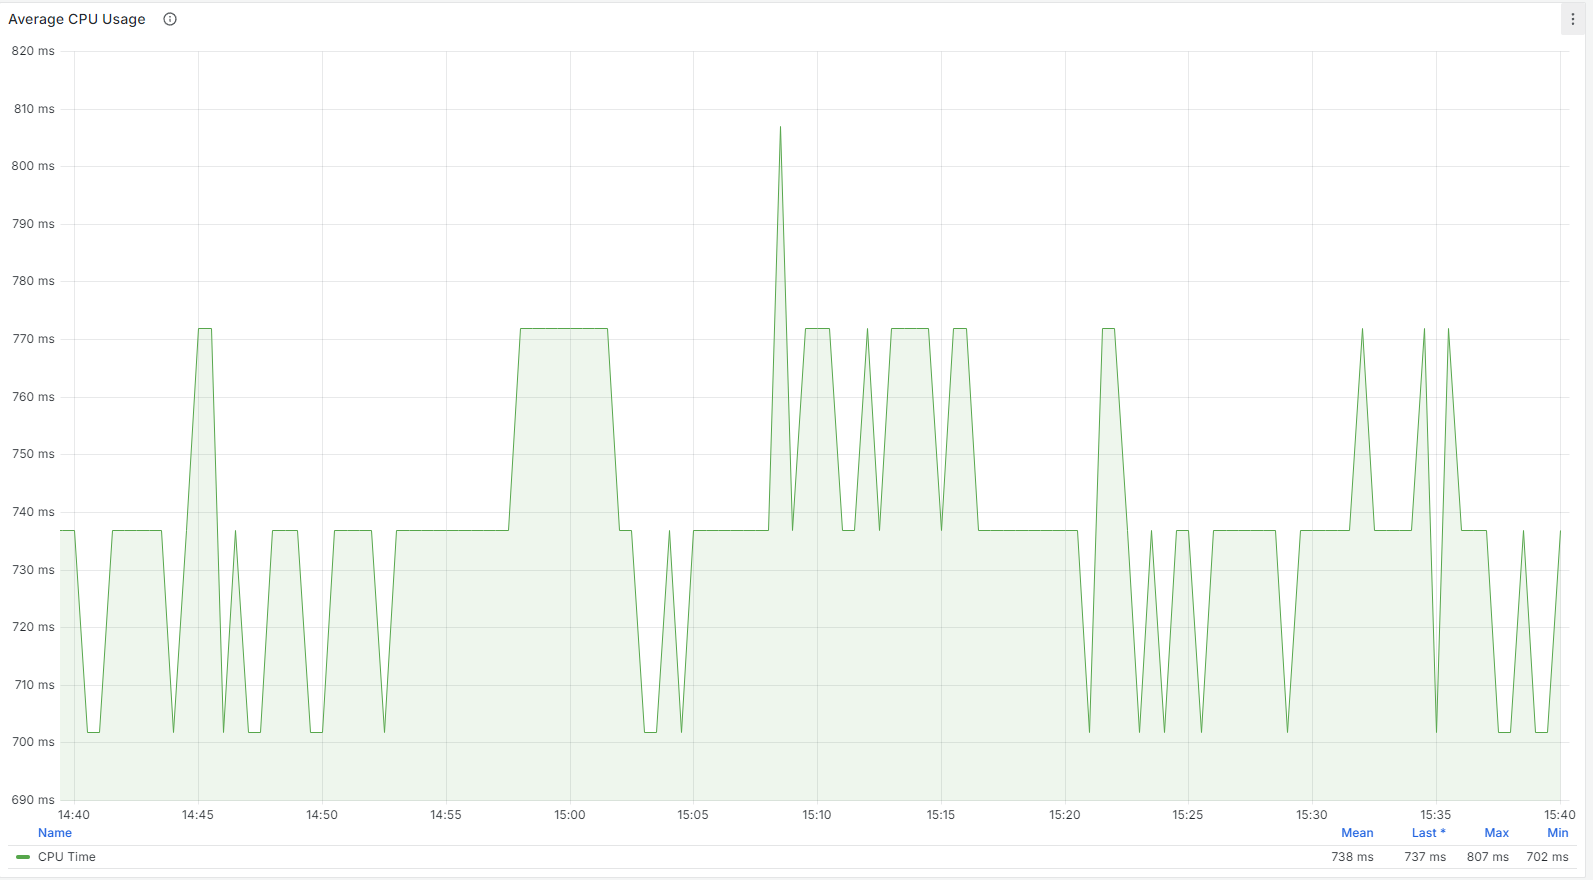 Average CPU Usage
820 ms
810 ms
800 ms
790 ms
780 ms
770 ms
760 ms
750 ms
740 ms
730 ms
720 ms
710 ms
700 ms
690 ms
14:40 14:45 14:50 14:55 15:00 15:05 15:10 15:15 15:20 15:25 15:30 15:35 15:40
Name Mean Last * Max Min
CPU Time 738 ms 737 ms 807 ms 702 ms